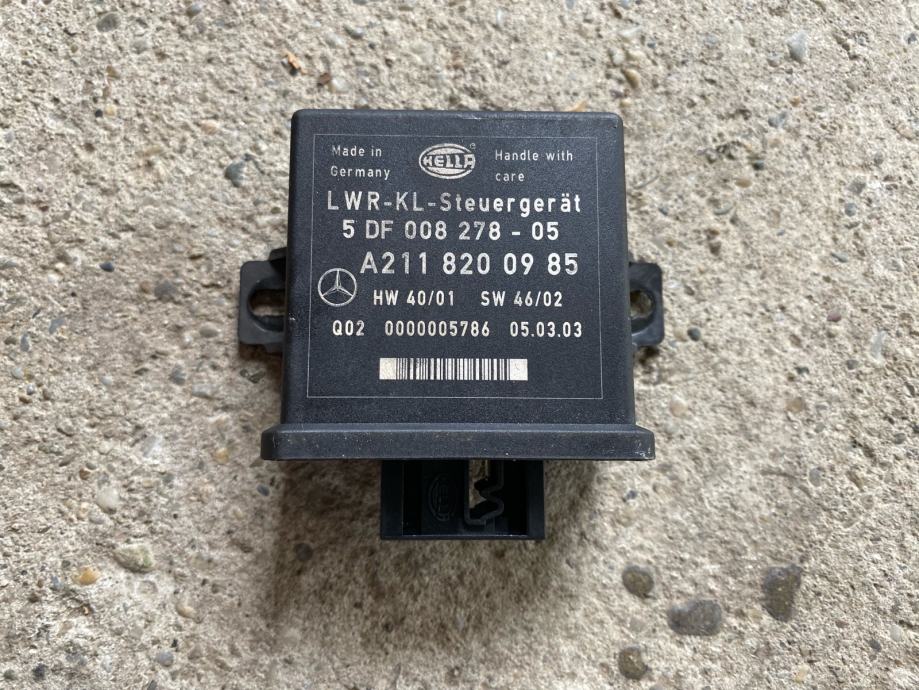 Made in
Germany
HELLA
®
Handle with
care
LWR-KL-Steuergerät
5 DF 008 278 - 05
A211 820 09 85
HW 40/01 SW 46/02
Q02 0000005786 05.03.03
HELLA